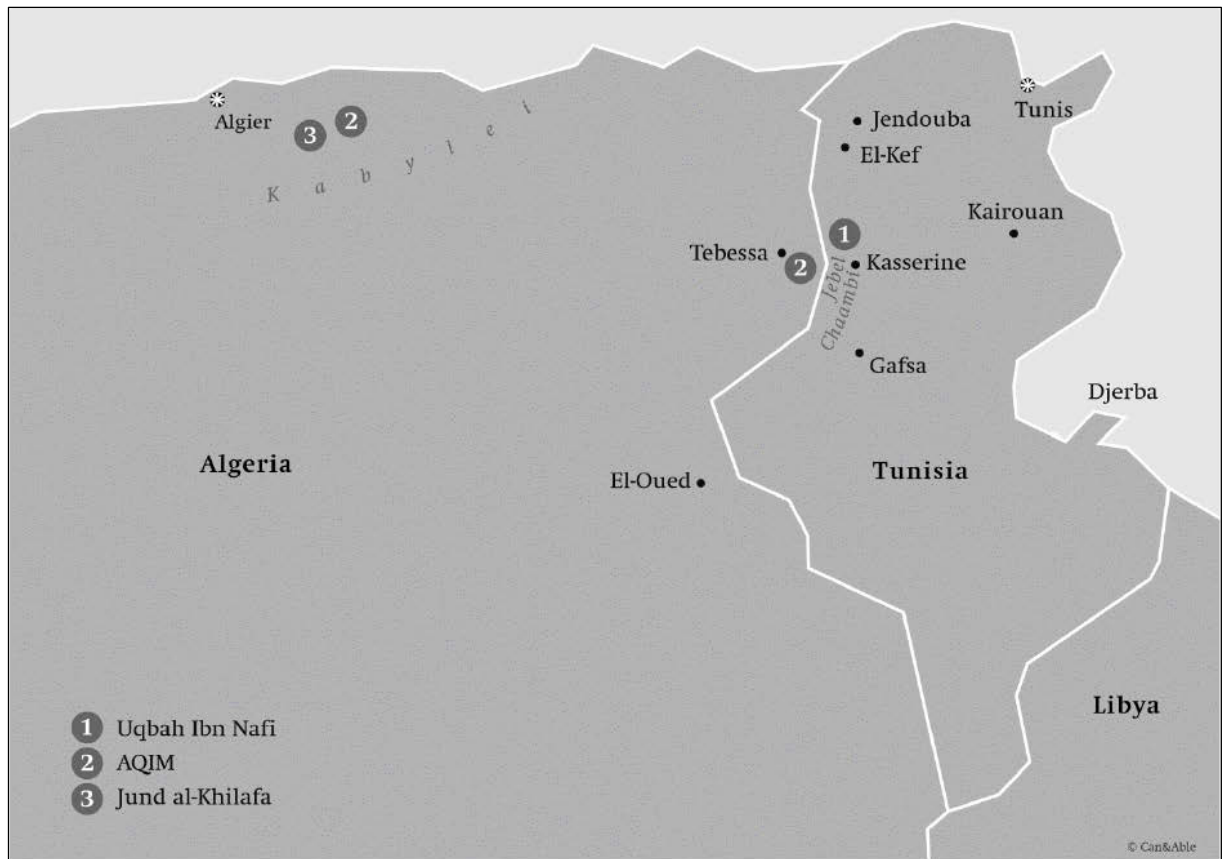 Algier
3
2
Kabylei
Tunis
Jendouba
El-Kef
Kairouan
1
Tebessa
2
Kasserine
Jebel
Chaambi
Gafsa
Djerba
Algeria
El-Oued
Tunisia
Libya
1 Uqbah Ibn Nafi
2 AQIM
3 Jund al-Khilafa
© Can&Able